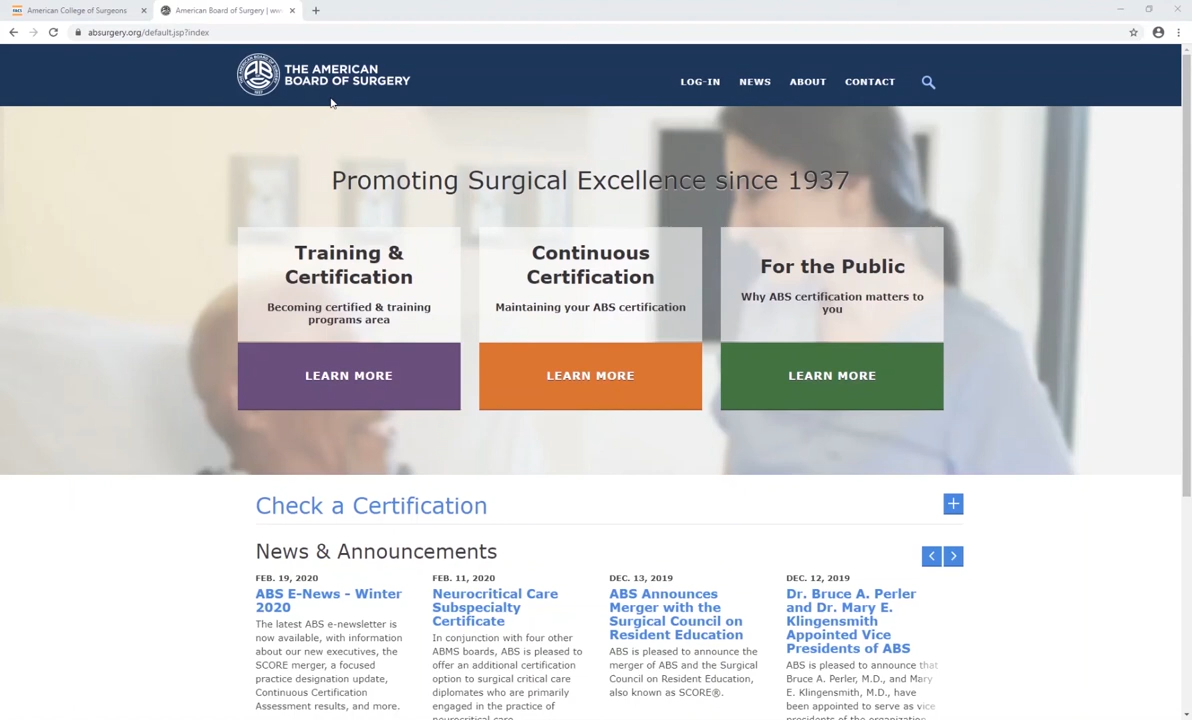 American College of Surgeons
American Board of Surgery |
absurgery.org/default.jsp?index
THE AMERICAN
BOARD OF SURGERY
LOG-IN NEWS ABOUT CONTACT
Promoting Surgical Excellence since 1937
Training &
Certification
Becoming certified & training
programs area
LEARN MORE
Continuous
Certification
Maintaining your ABS certification
LEARN MORE
For the Public
Why ABS certification matters to
you
LEARN MORE
Check a Certification
News & Announcements
FEB. 19, 2020
ABS E-News - Winter
2020
The latest ABS e-newsletter is
now available, with information
about our new executives, the
SCORE merger, a focused
practice designation update,
Continuous Certification
Assessment results, and more.
FEB. 11, 2020
Neurocritical Care
Subspecialty
Certificate
In conjunction with four other
ABMS boards, ABS is pleased to
offer an additional certification
option to surgical critical care
diplomates who are primarily
engaged in the practice of
neurocritical care.
DEC. 13, 2019
ABS Announces
Merger with the
Surgical Council on
Resident Education
ABS is pleased to announce the
merger of ABS and the Surgical
Council on Resident Education,
also known as SCORE®.
DEC. 12, 2019
Dr. Bruce A. Perler
and Dr. Mary E.
Klingensmith
Appointed Vice
Presidents of ABS
ABS is pleased to announce that
Bruce A. Perler, M.D., and Mary
E. Klingensmith, M.D., have
been appointed to serve as vice
presidents of the organization